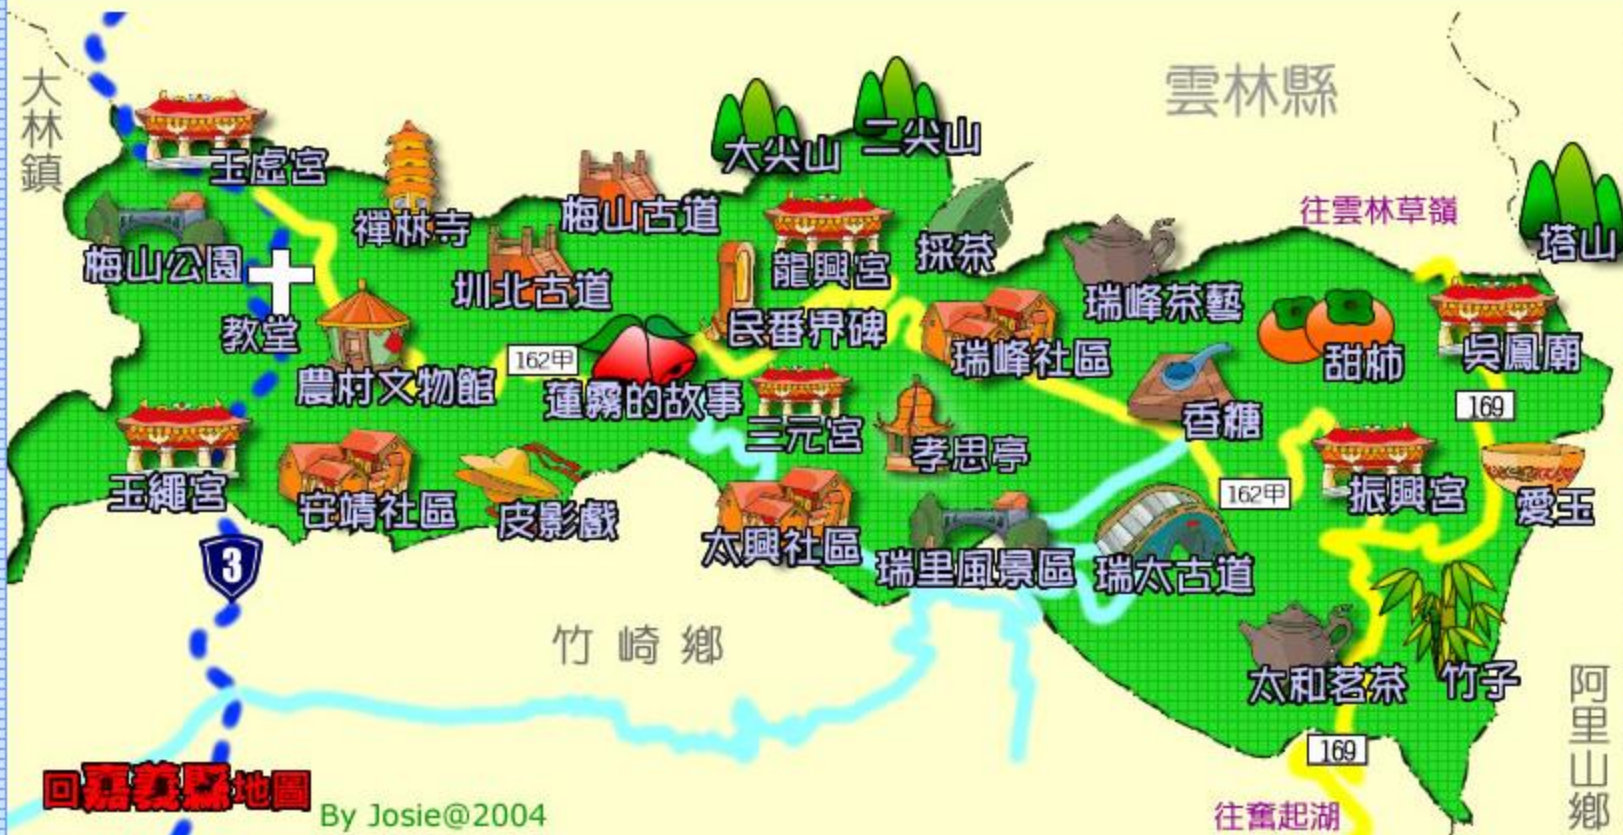 大林鎮
雲林縣
玉虛宮
大尖山
二尖山
禪林寺
梅山古道
往雲林草嶺
塔山
梅山公園
圳北古道
龍興宮
採茶
瑞峰茶藝
教堂
民番界碑
瑞峰社區
甜柿
吳鳳廟
農村文物館
162甲
蓮霧的故事
三元宮
孝思亭
香糖
169
玉繩宮
安靖社區
皮影戲
太興社區
瑞里風景區
瑞太古道
162甲
振興宮
愛玉
3
竹崎鄉
太和茗茶
竹子
阿里山鄉
169
回嘉義縣地圖
By Josie@2004
往奮起湖